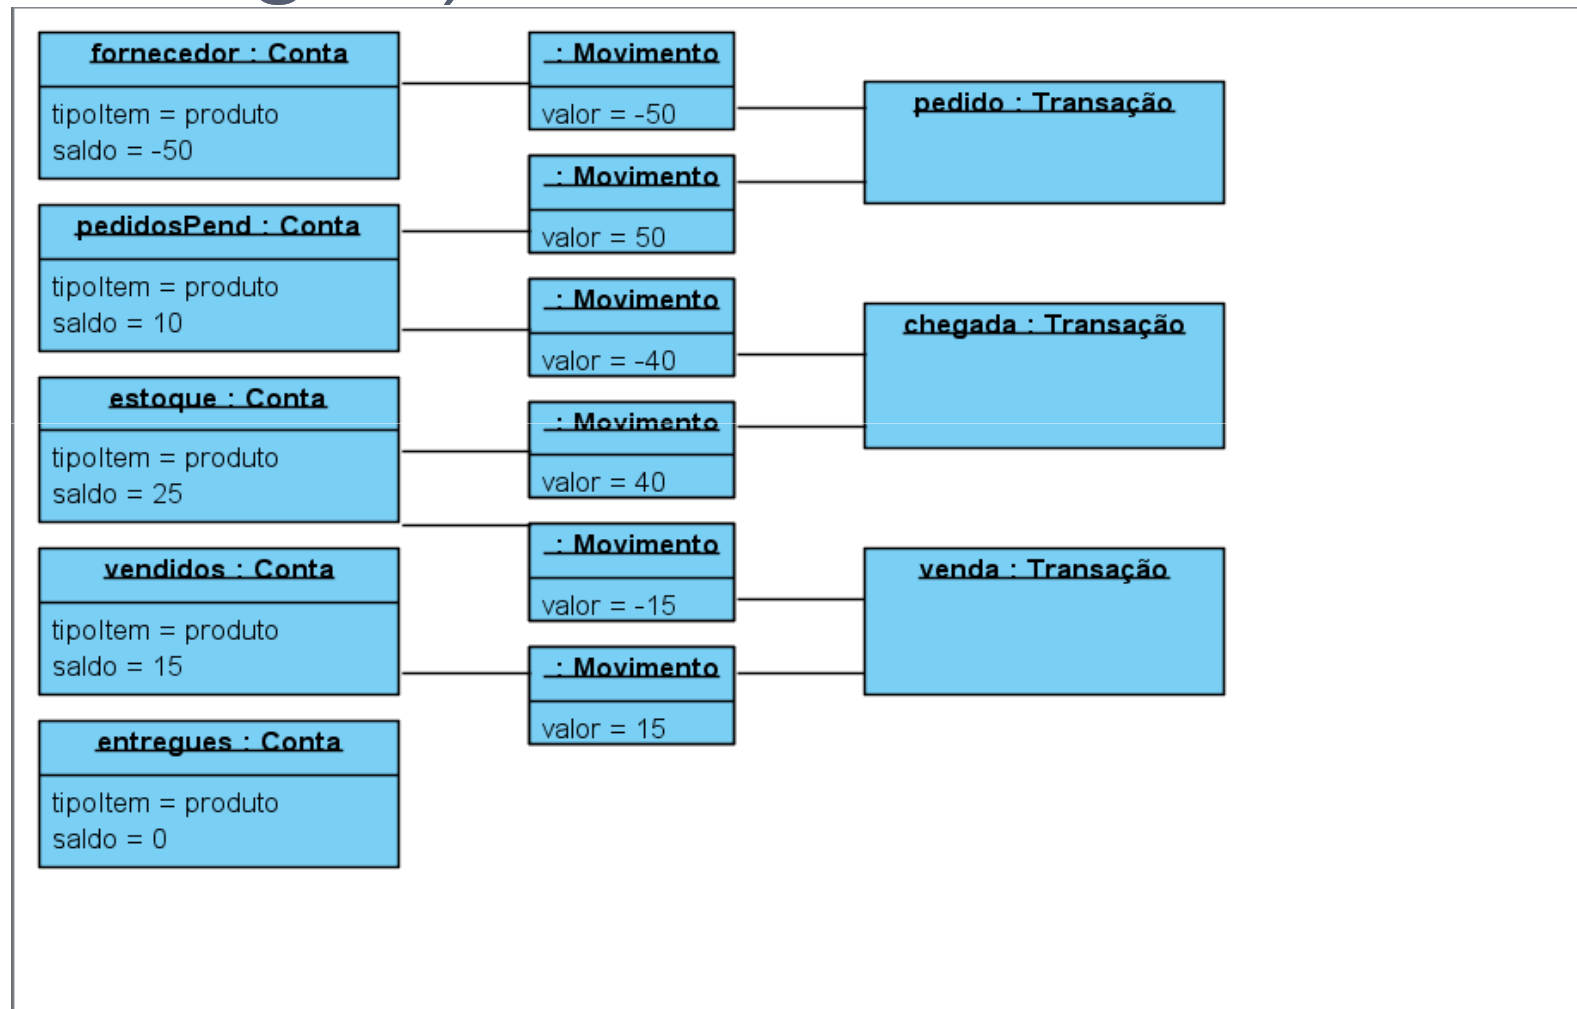 fornecedor : Conta
tipoItem = produto
saldo = -50
pedidosPend : Conta
tipoItem = produto
saldo = 10
estoque : Conta
tipoItem = produto
saldo = 25
vendidos : Conta
tipoItem = produto
saldo = 15
entregues : Conta
tipoItem = produto
saldo = 0
: Movimento
valor = -50
: Movimento
valor = 50
: Movimento
valor = -40
: Movimento
valor = 40
: Movimento
valor = -15
: Movimento
valor = 15
pedido : Transação
chegada : Transação
venda : Transação